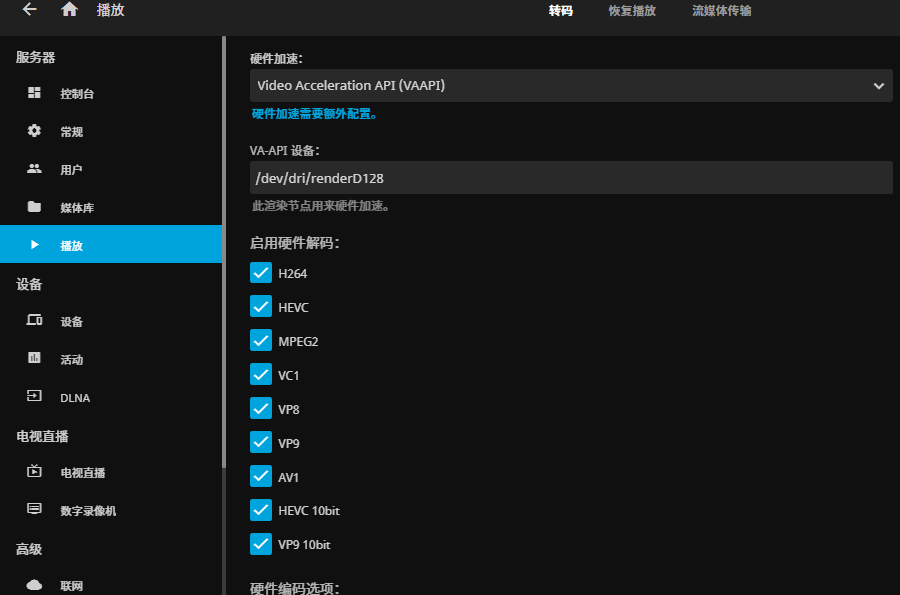 播放
转码 恢复播放 流媒体传输
服务器
控制台
常规
用户
媒体库
播放
设备
设备
活动
DLNA
电视直播
电视直播
数字录像机
高级
联网
硬件加速:
Video Acceleration API (VAAPI)
硬件加速需要额外配置。
VA-API 设备:
/dev/dri/renderD128
此渲染节点用来硬件加速。
启用硬件解码:
H264
HEVC
MPEG2
VC1
VP8
VP9
AV1
HEVC 10bit
VP9 10bit
硬件编码选项: